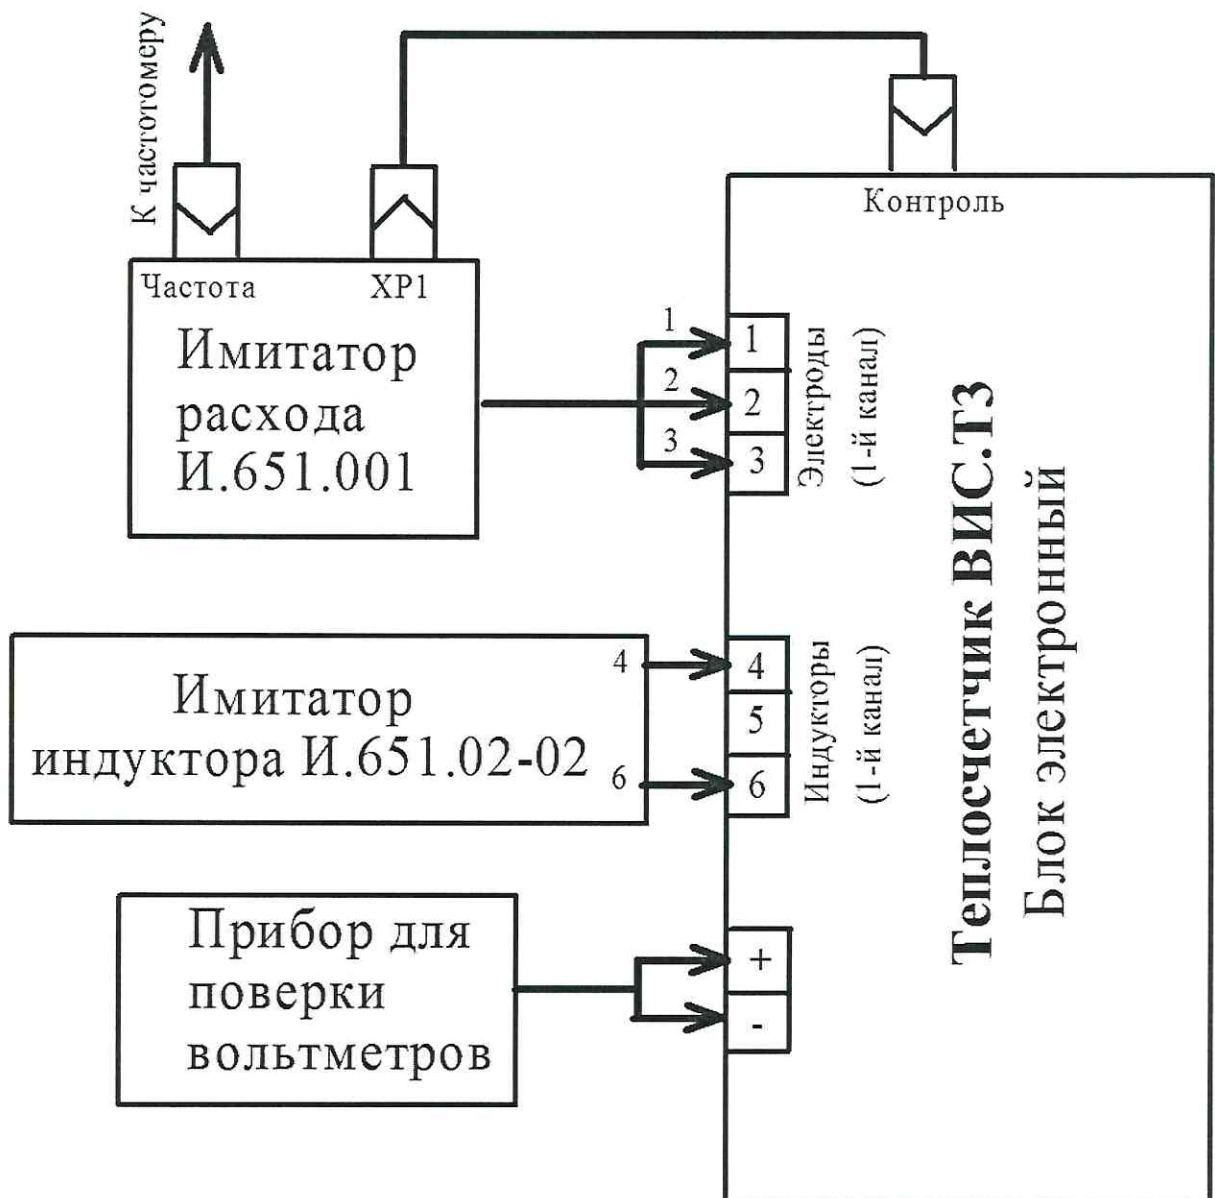 К частотомеру
Контроль
Частота
XP1
Имитатор
расхода
И.651.001
1
2
3
1
2
3
Электроды
(1-й канал)
Теплосчетчик ВИС.Т3
Блок электронный
Имитатор
индуктора И.651.02-02
4
6
4
5
6
Индукторы
(1-й канал)
Прибор для
поверки
вольтметров
+
-